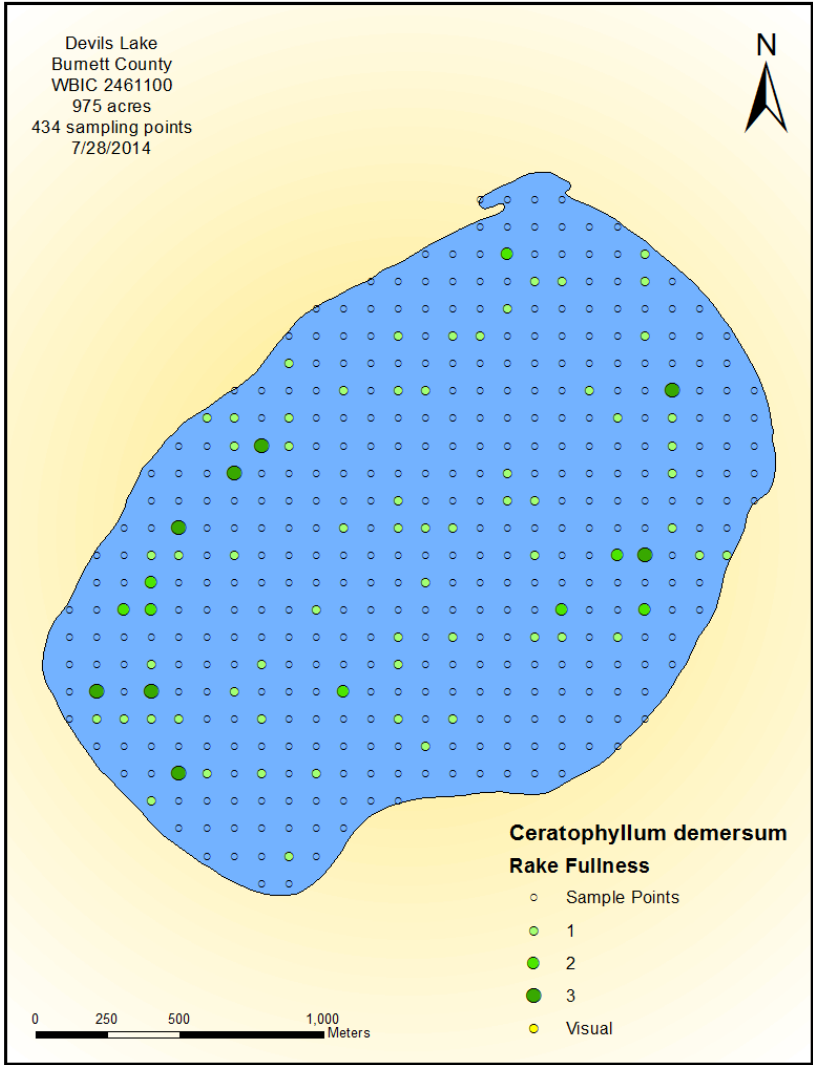 Devils Lake
Burnett County
WBIC 2461100
975 acres
434 sampling points
7/28/2014
N
Ceratophyllum demersum
Rake Fullness
Sample Points
1
2
3
Visual
0 250 500 1,000
Meters